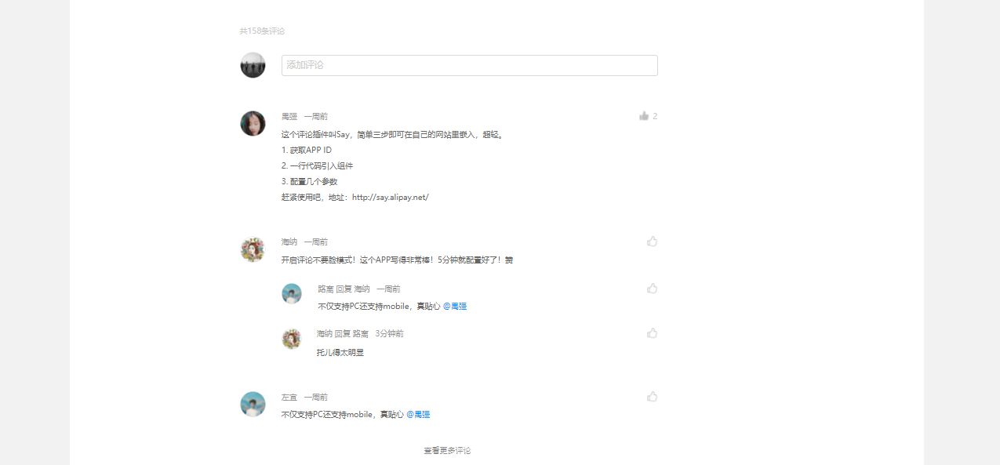 共158条评论
添加评论
禺强 一周前 2
这个评论插件叫Say，简单三步即可在自己的网站里嵌入，超轻。
1. 获取APP ID
2. 一行代码引入组件
3. 配置几个参数
赶紧使用吧，地址：http://say.alipay.net/
海纳 一周前
开启评论不要脸模式！这个APP写得非常棒！5分钟就配置好了！赞
路离 回复 海纳 一周前
不仅支持PC还支持mobile，真贴心 @禺强
海纳 回复 路离 3分钟前
托儿得太明显
左宜 一周前
不仅支持PC还支持mobile，真贴心 @禺强
查看更多评论